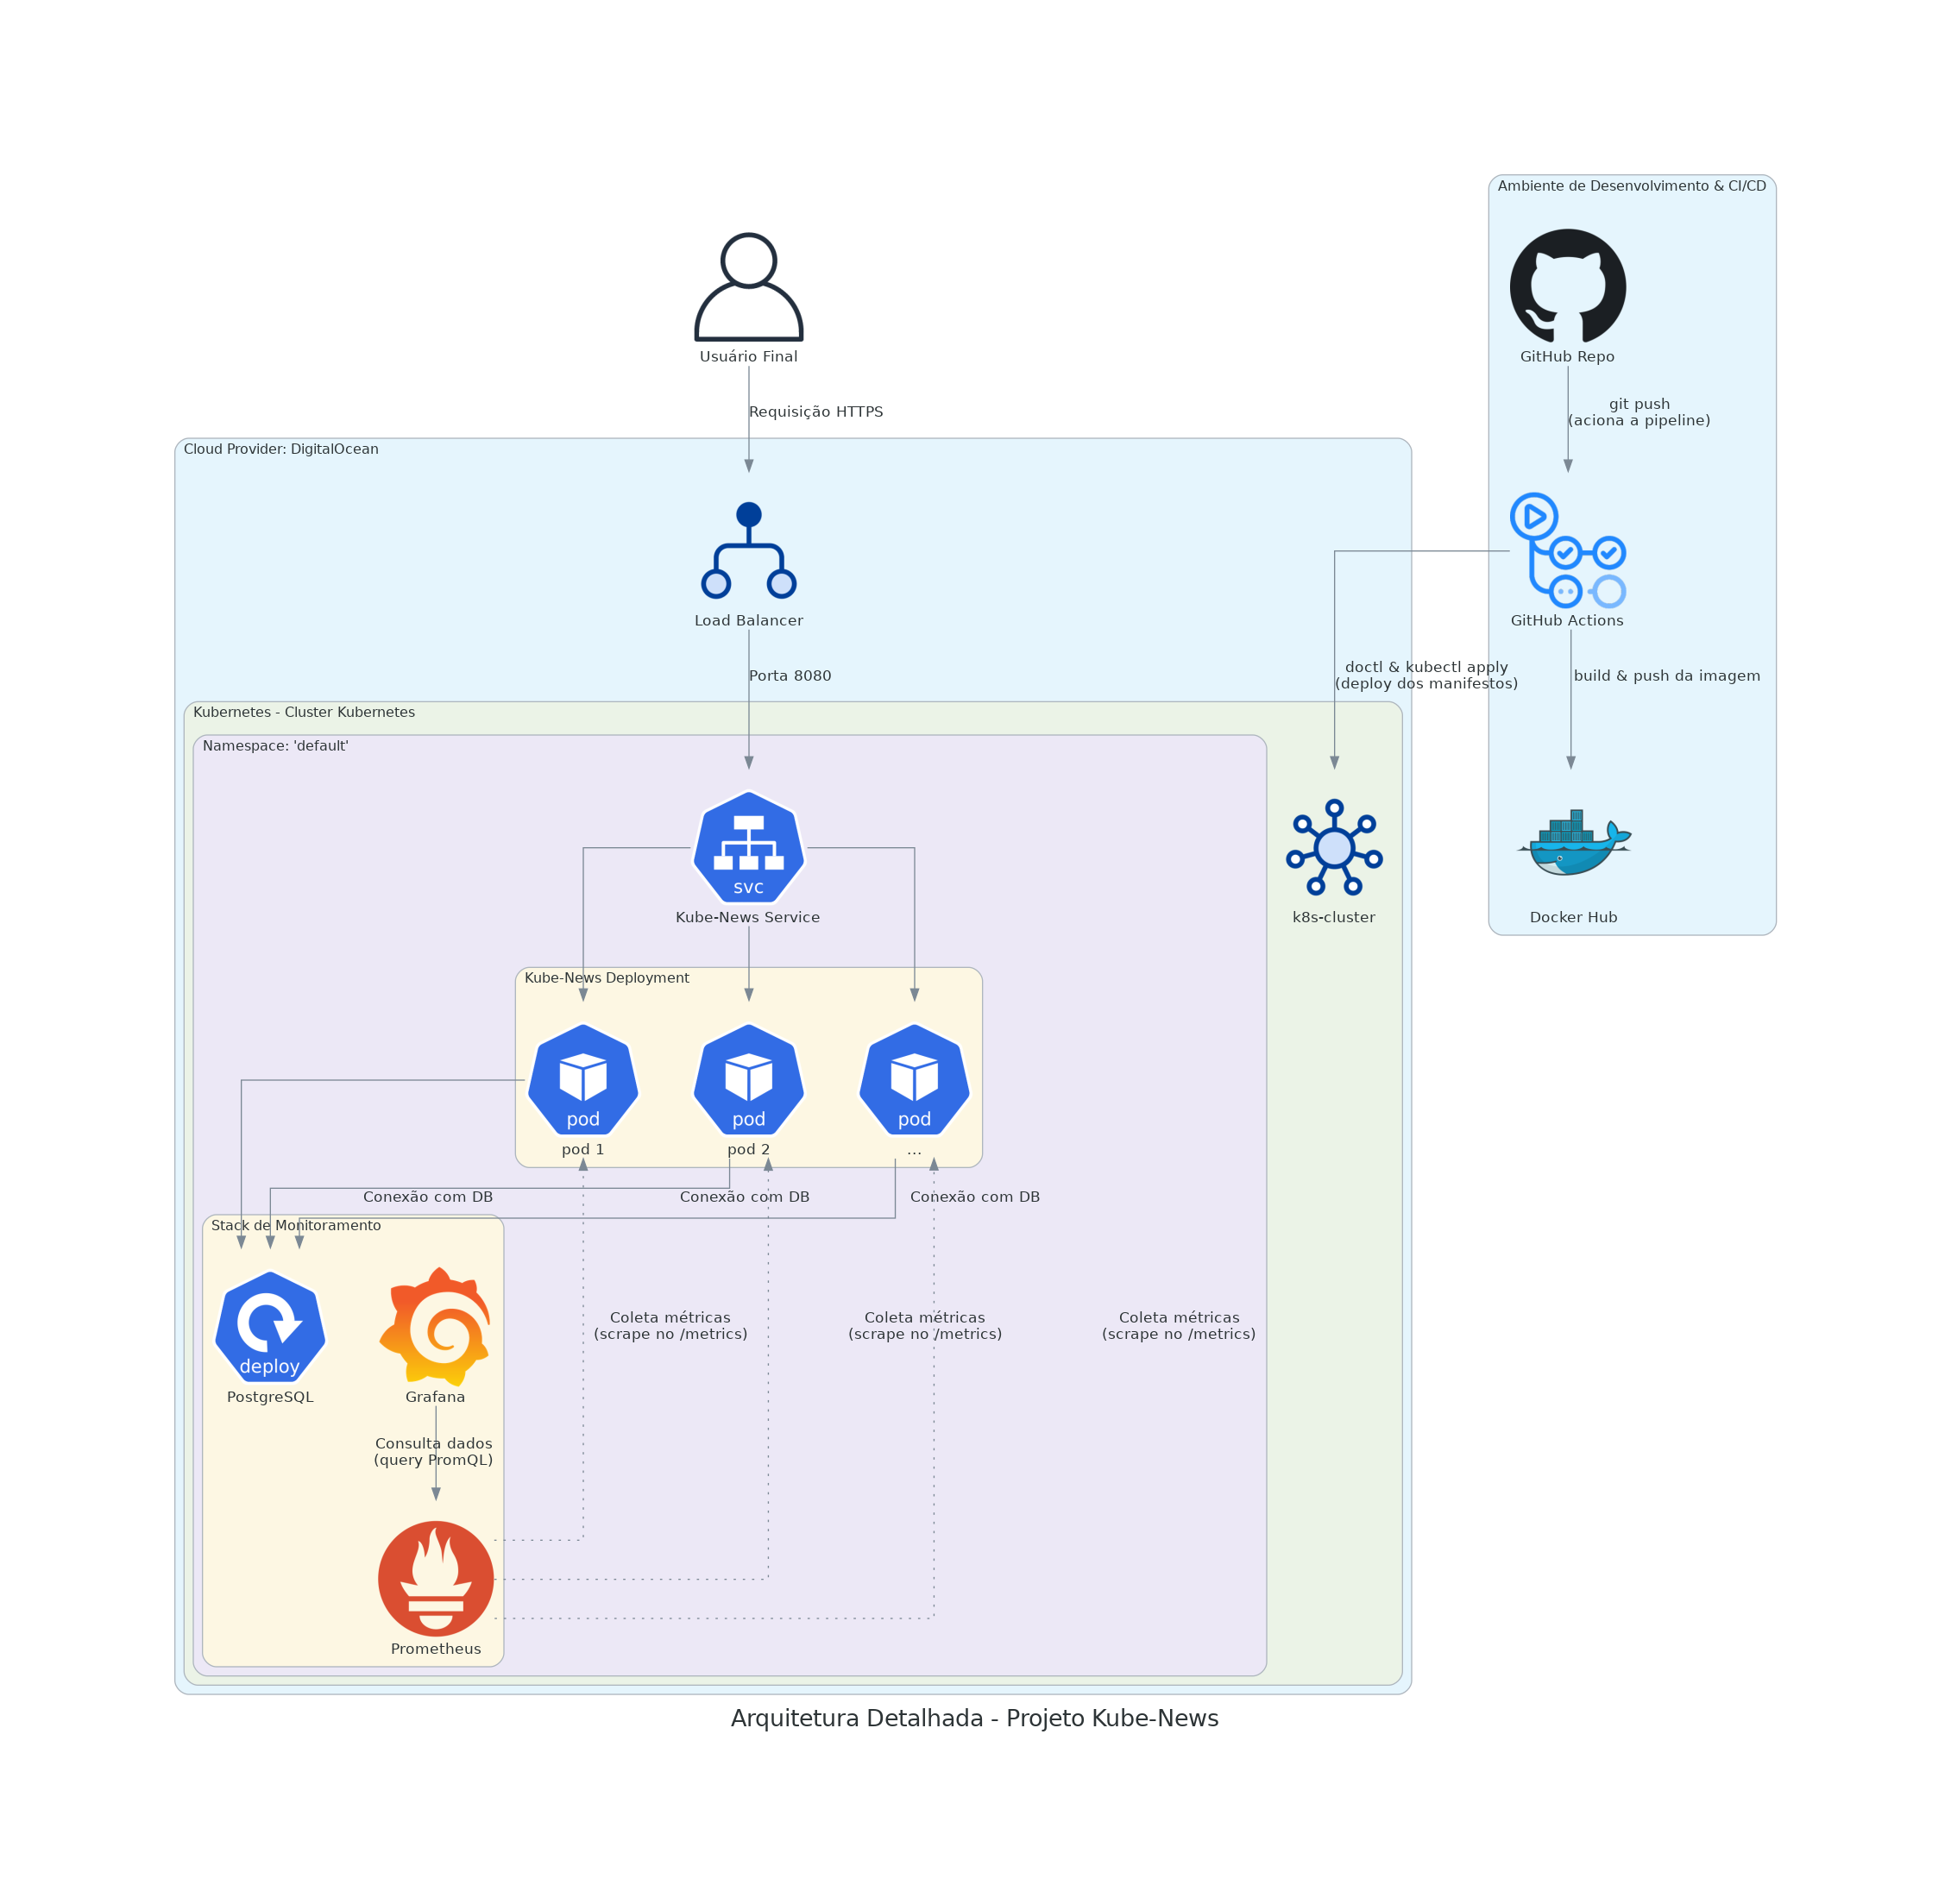 Ambiente de Desenvolvimento & CI/CD
Usuário Final
GitHub Repo
Requisição HTTPS
git push
(aciona a pipeline)
Cloud Provider: DigitalOcean
Load Balancer
GitHub Actions
Porta 8080
doctl & kubectl apply
(deploy dos manifestos)
build & push da imagem
Kubernetes - Cluster Kubernetes
Namespace: 'default'
svc
Kube-News Service
k8s-cluster
Docker Hub
Kube-News Deployment
pod
pod
pod
pod 1
pod 2
...
Conexão com DB
Conexão com DB
Conexão com DB
Stack de Monitoramento
deploy
PostgreSQL
Grafana
Coleta métricas
(scrape no /metrics)
Coleta métricas
(scrape no /metrics)
Coleta métricas
(scrape no /metrics)
Consulta dados
(query PromQL)
Prometheus
Arquitetura Detalhada - Projeto Kube-News